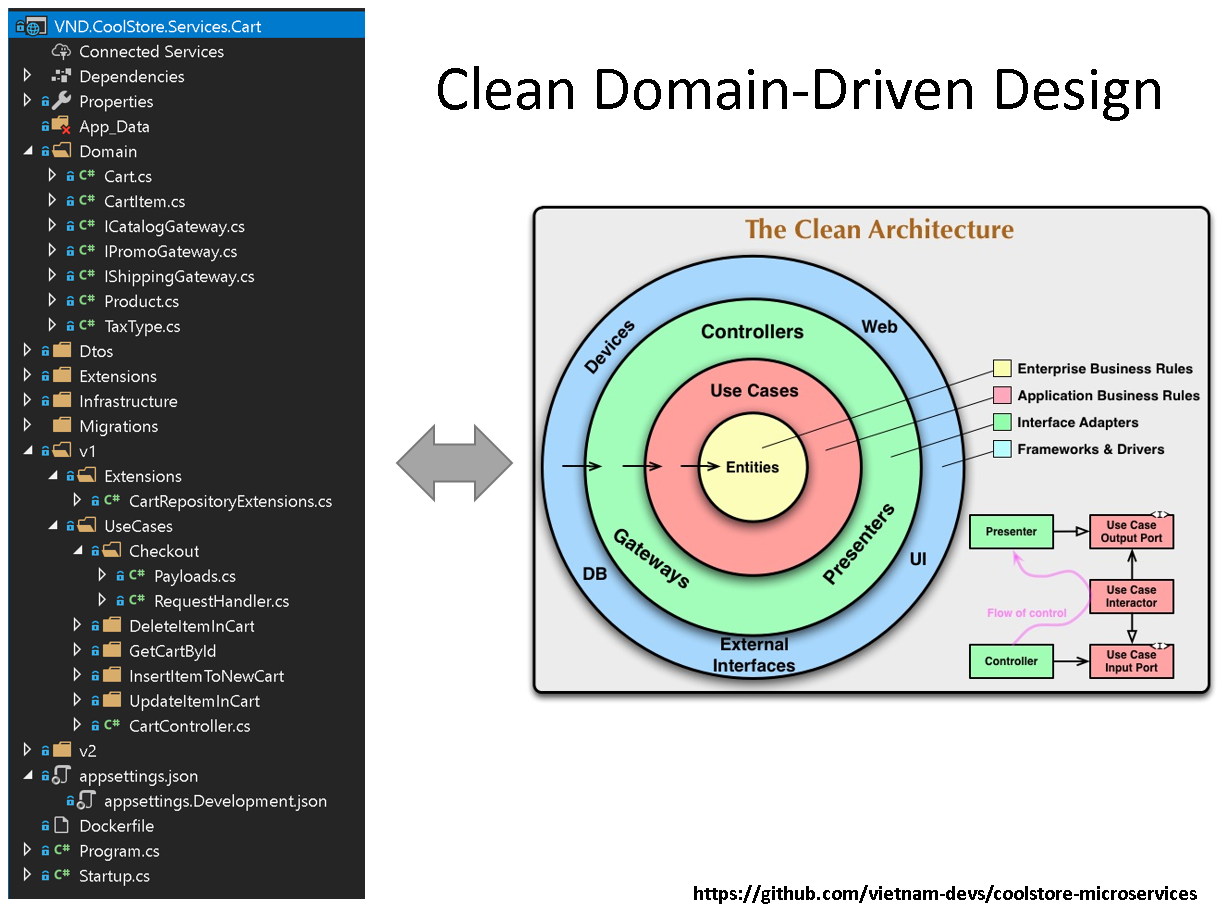 VND.CoolStore.Services.Cart
Connected Services
Dependencies
Properties
App_Data
Domain
C# Cart.cs
C# CartItem.cs
C# ICatalogGateway.cs
C# IPromoGateway.cs
C# IShippingGateway.cs
C# Product.cs
C# TaxType.cs
Dtos
Extensions
Infrastructure
Migrations
v1
Extensions
C# CartRepositoryExtensions.cs
UseCases
Checkout
C# Payloads.cs
C# RequestHandler.cs
DeleteItemInCart
GetCartById
InsertItemToNewCart
UpdateItemInCart
C# CartController.cs
v2
appsettings.json
appsettings.Development.json
Dockerfile
C# Program.cs
C# Startup.cs
Clean Domain-Driven Design
The Clean Architecture
Devices
Web
Controllers
Use Cases
Entities
Gateways
Presenters
DB
UI
External
Interfaces
Enterprise Business Rules
Application Business Rules
Interface Adapters
Frameworks & Drivers
Presenter
<I>
Use Case
Output Port
Flow of control
Use Case
Interactor
Controller
<I>
Use Case
Input Port
https://github.com/vietnam-devs/coolstore-microservices